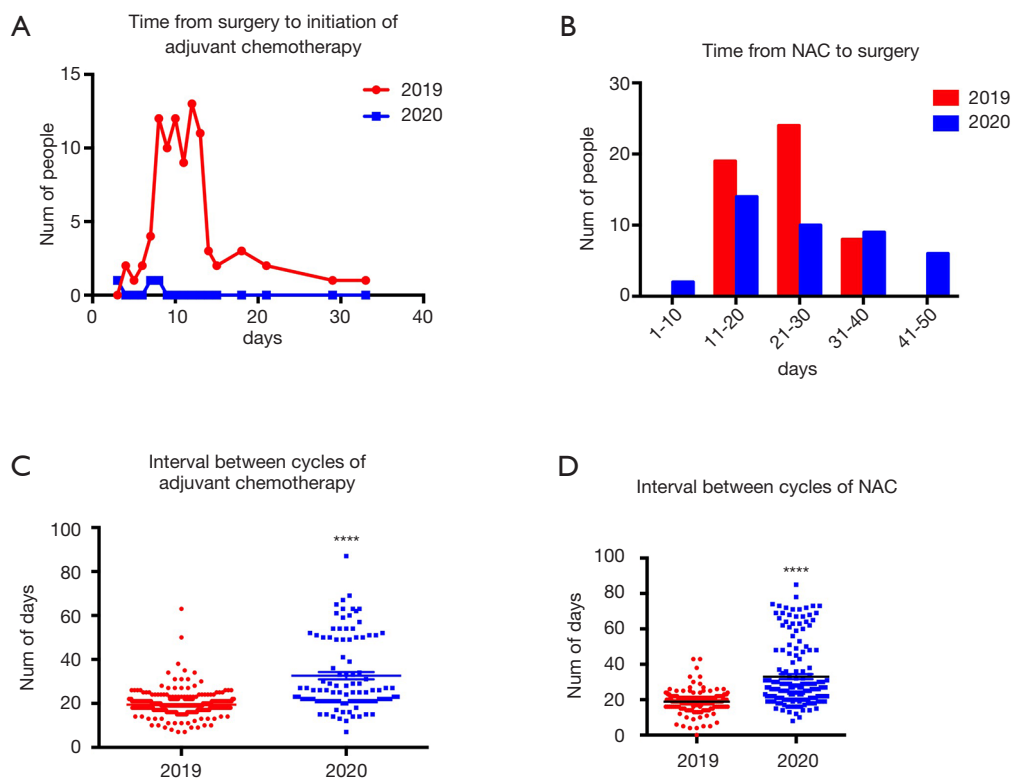 A
Time from surgery to initiation of
adjuvant chemotherapy
15
10
5
0
Num of people
0
10
20
30
40
days
2019
2020
B
Time from NAC to surgery
30
20
10
0
Num of people
1-10
11-20
21-30
31-40
41-50
days
2019
2020
C
Interval between cycles of
adjuvant chemotherapy
100
80
60
40
20
0
Num of days
****
2019
2020
D
Interval between cycles of NAC
100
80
60
40
20
0
Num of days
****
2019
2020